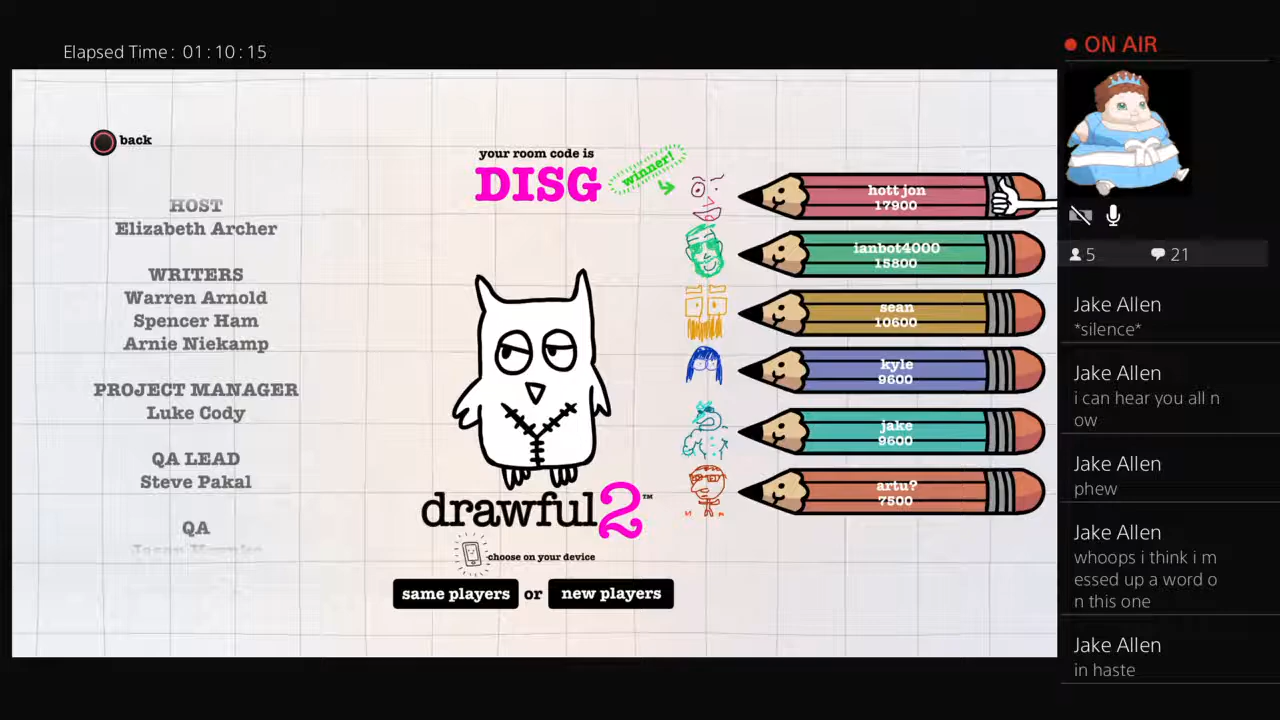 Elapsed Time: 01:10:15
ON AIR
back
your room code is
DISG
winner!
HOST
Elizabeth Archer
WRITERS
Warren Arnold
Spencer Ham
Arnie Niekamp
PROJECT MANAGER
Luke Cody
QA LEAD
Steve Pakal
QA
drawful 2™
choose on your device
same players or new players
hott jon
17900
ianbot4000
15800
sean
10600
kyle
9600
jake
9600
artu?
7500
5 21
Jake Allen
*silence*
Jake Allen
i can hear you all n
ow
Jake Allen
phew
Jake Allen
whoops i think i m
essed up a word o
n this one
Jake Allen
in haste